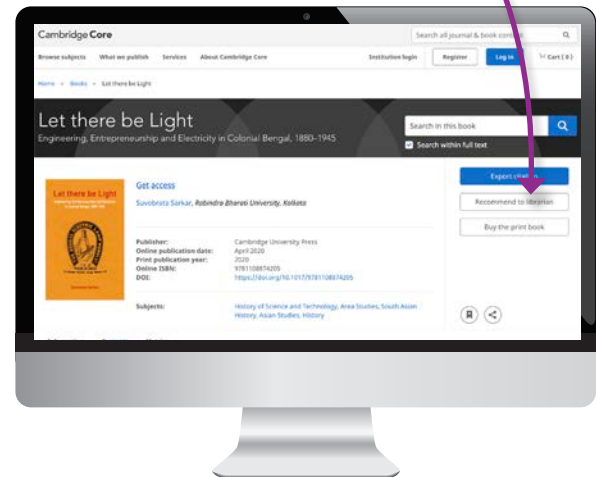 Cambridge Core
Search all journal & book content
Browse subjects What we publish Services About Cambridge Core Institution login Register Log in Cart ( 0 )
Home Books Let there be Light
Let there be Light
Engineering, Entrepreneurship and Electricity in Colonial Bengal, 1880–1945
Search in this book
Search within full text
Let there be Light
Get access
Suvobrata Sarkar, Rabindra Bharati University, Kolkata
Export citation
Recommend to librarian
Buy the print book
Publisher: Cambridge University Press
Online publication date: April 2020
Print publication year: 2020
Online ISBN: 9781108874205
DOI: https://doi.org/10.1017/9781108874205
Subjects: History of Science and Technology, Area Studies, South Asian
History, Asian Studies, History